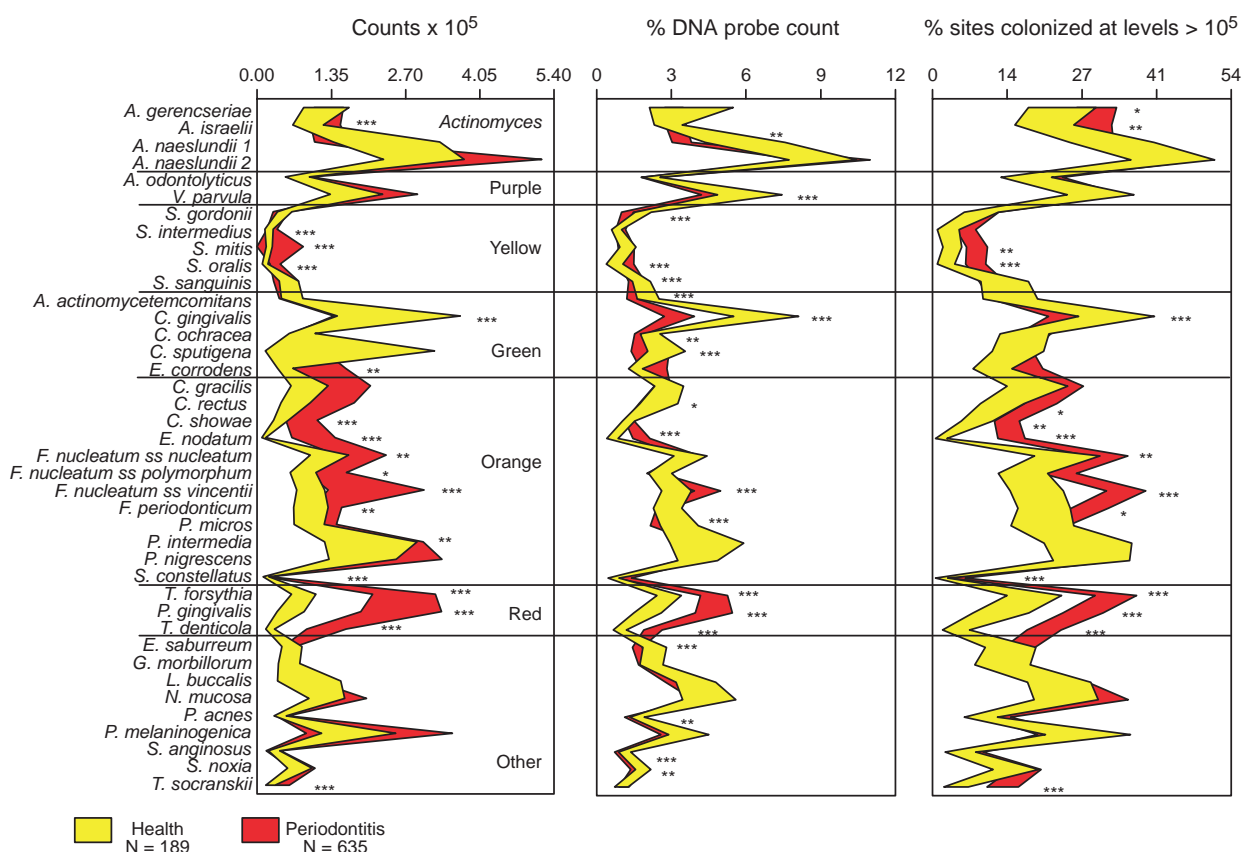 Counts x 10⁵
% DNA probe count
% sites colonized at levels > 10⁵
0.00 1.35 2.70 4.05 5.40
0 3 6 9 12
0 14 27 41 54
A. gerencseriae *
A. israelii *** Actinomyces **
A. naeslundii 1 **
A. naeslundii 2
A. odontolyticus
V. parvula Purple ***
S. gordonii ***
S. intermedius ***
S. mitis *** Yellow **
S. oralis *** *** ***
S. sanguinis ***
A. actinomycetemcomitans ***
C. gingivalis *** *** ***
C. ochracea **
C. sputigena Green ***
E. corrodens **
C. gracilis
C. rectus *
C. showae *** * **
E. nodatum *** *** ***
F. nucleatum ss nucleatum ** Orange **
F. nucleatum ss polymorphum *
F. nucleatum ss vincentii *** *** ***
F. periodonticum ** *
P. micros ***
P. intermedia **
P. nigrescens
S. constellatus *** ***
T. forsythia *** *** ***
P. gingivalis *** Red *** ***
T. denticola *** *** ***
E. saburreum ***
G. morbillorum
L. buccalis
N. mucosa
P. acnes
P. melaninogenica **
S. anginosus Other ***
S. noxia **
T. socranskii *** ***
Health
N = 189
Periodontitis
N = 635